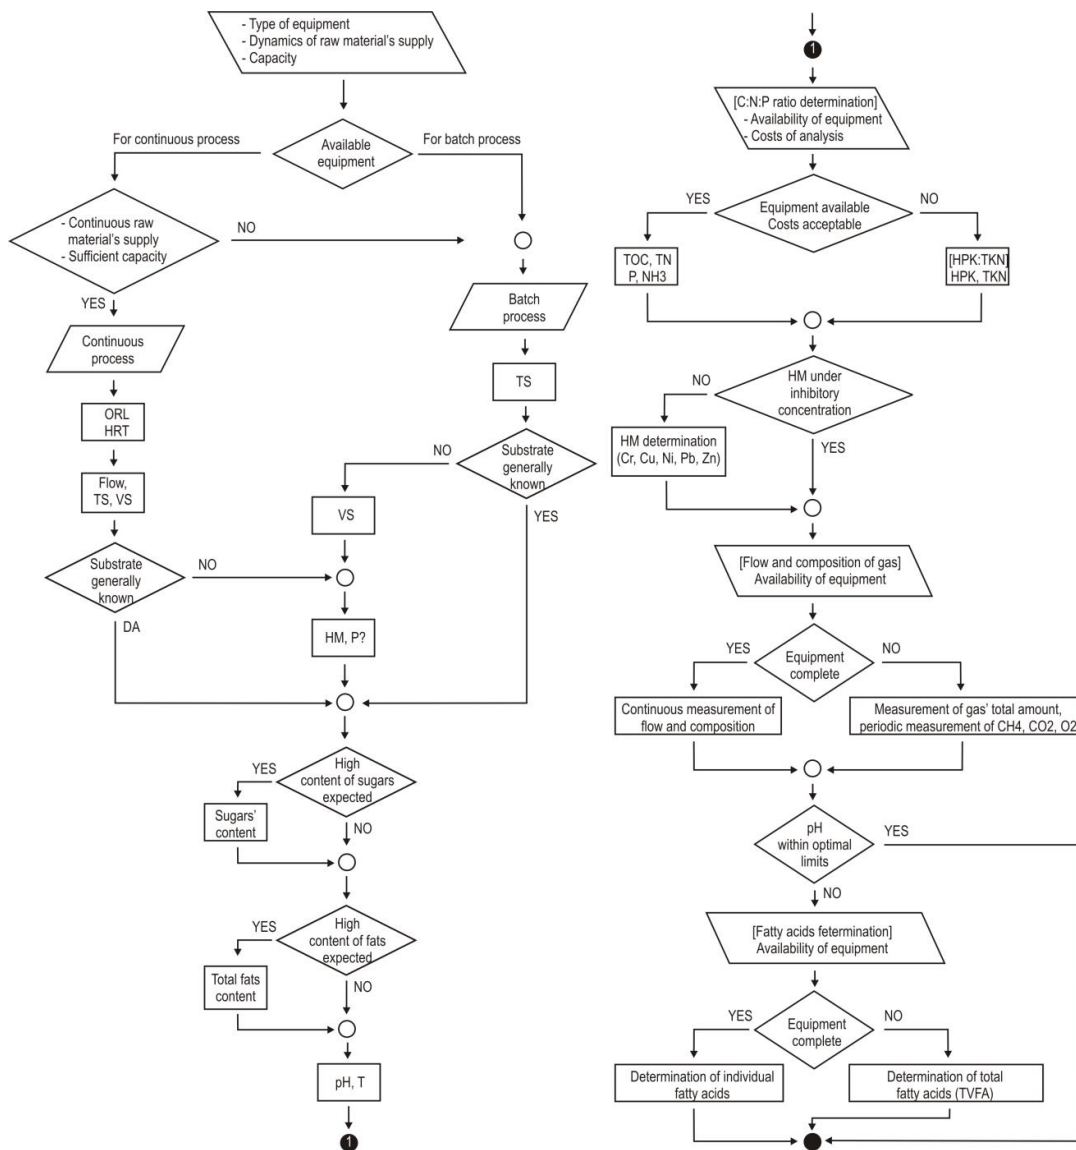 - Type of equipment
- Dynamics of raw material's supply
- Capacity
For continuous process
Available
equipment
For batch process
- Continuous raw
material's supply
- Sufficient capacity
NO
YES
Continuous
process
Batch
process
ORL
HRT
TS
Flow,
TS, VS
NO
Substrate
generally
known
YES
VS
Substrate
generally
known
NO
DA
HM, P?
High
content of sugars
expected
YES
NO
Sugars'
content
High
content of fats
expected
YES
NO
Total fats
content
pH, T
1
1
[C:N:P ratio determination]
- Availability of equipment
- Costs of analysis
YES
Equipment available
Costs acceptable
NO
TOC, TN
P, NH3
[HPK:TKN]
HPK, TKN
NO
HM under
inhibitory
concentration
YES
HM determination
(Cr, Cu, Ni, Pb, Zn)
[Flow and composition of gas]
Availability of equipment
YES
Equipment
complete
NO
Continuous measurement of
flow and composition
Measurement of gas' total amount,
periodic measurement of CH4, CO2, O2
pH
within optimal
limits
YES
NO
[Fatty acids fetermination]
Availability of equipment
YES
Equipment
complete
NO
Determination of individual
fatty acids
Determination of total
fatty acids (TVFA)